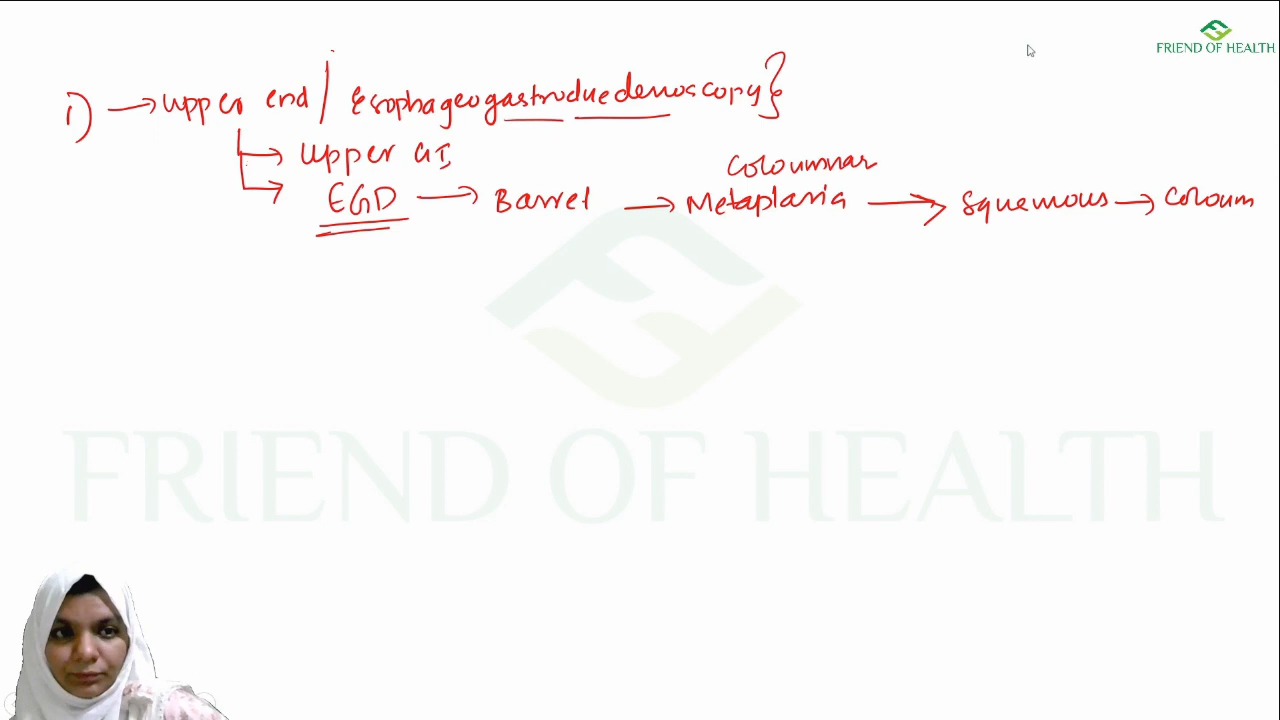 FRIEND OF HEALTH
1) → upper end / Esophageogastroduedenoscopy}
→ Upper GI
Coloumnar
→ EGD → Barret → Metaplasia → Squemous → Coloum
FRIEND OF HEALTH